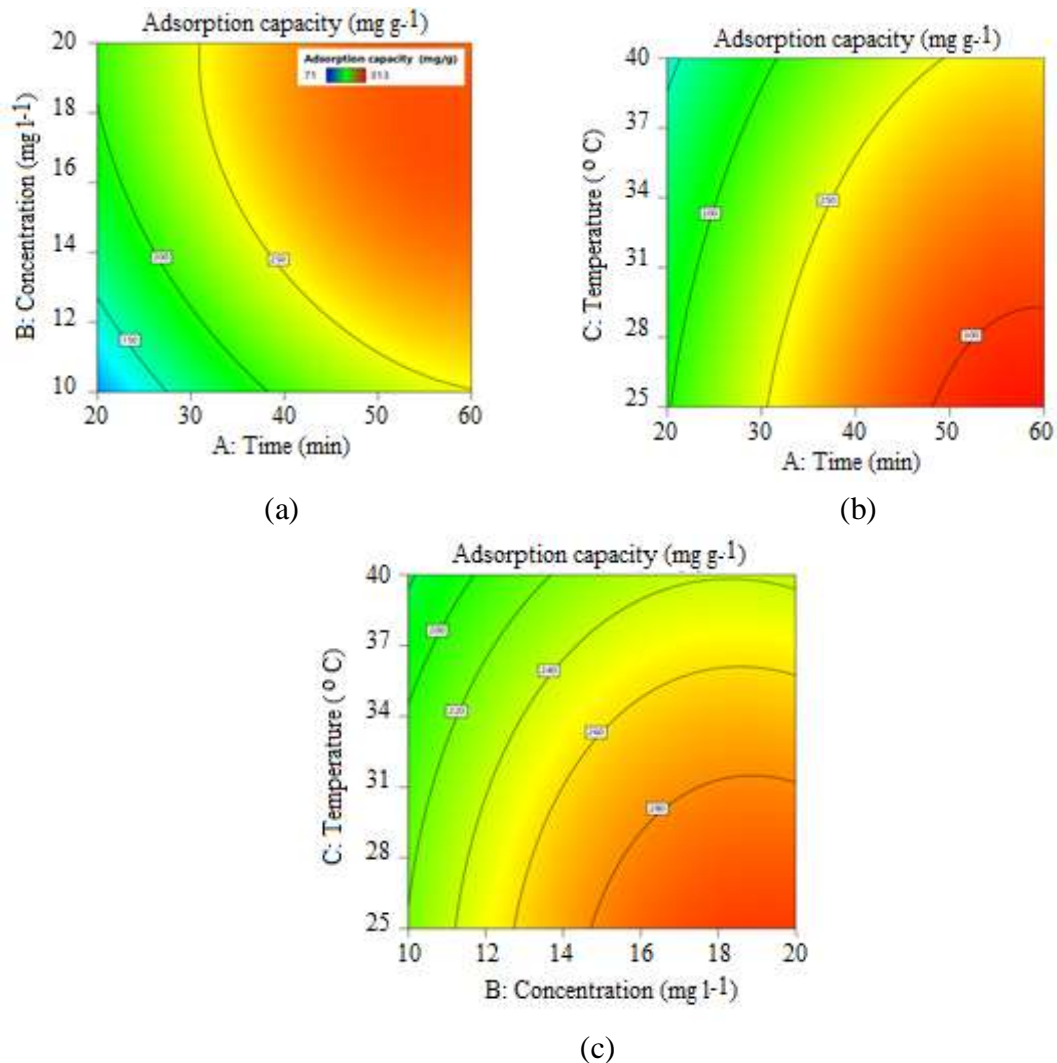 Adsorption capacity (mg g-1)
Adsorption capacity (mg/g)
71 313
B: Concentration (mg l-1)
20
18
16
14
12
10
200
250
150
20 30 40 50 60
A: Time (min)
(a)
Adsorption capacity (mg g-1)
C: Temperature (º C)
40
37
34
31
28
25
200
250
300
20 30 40 50 60
A: Time (min)
(b)
Adsorption capacity (mg g-1)
C: Temperature (º C)
40
37
34
31
28
25
200
220
240
260
280
10 12 14 16 18 20
B: Concentration (mg l-1)
(c)